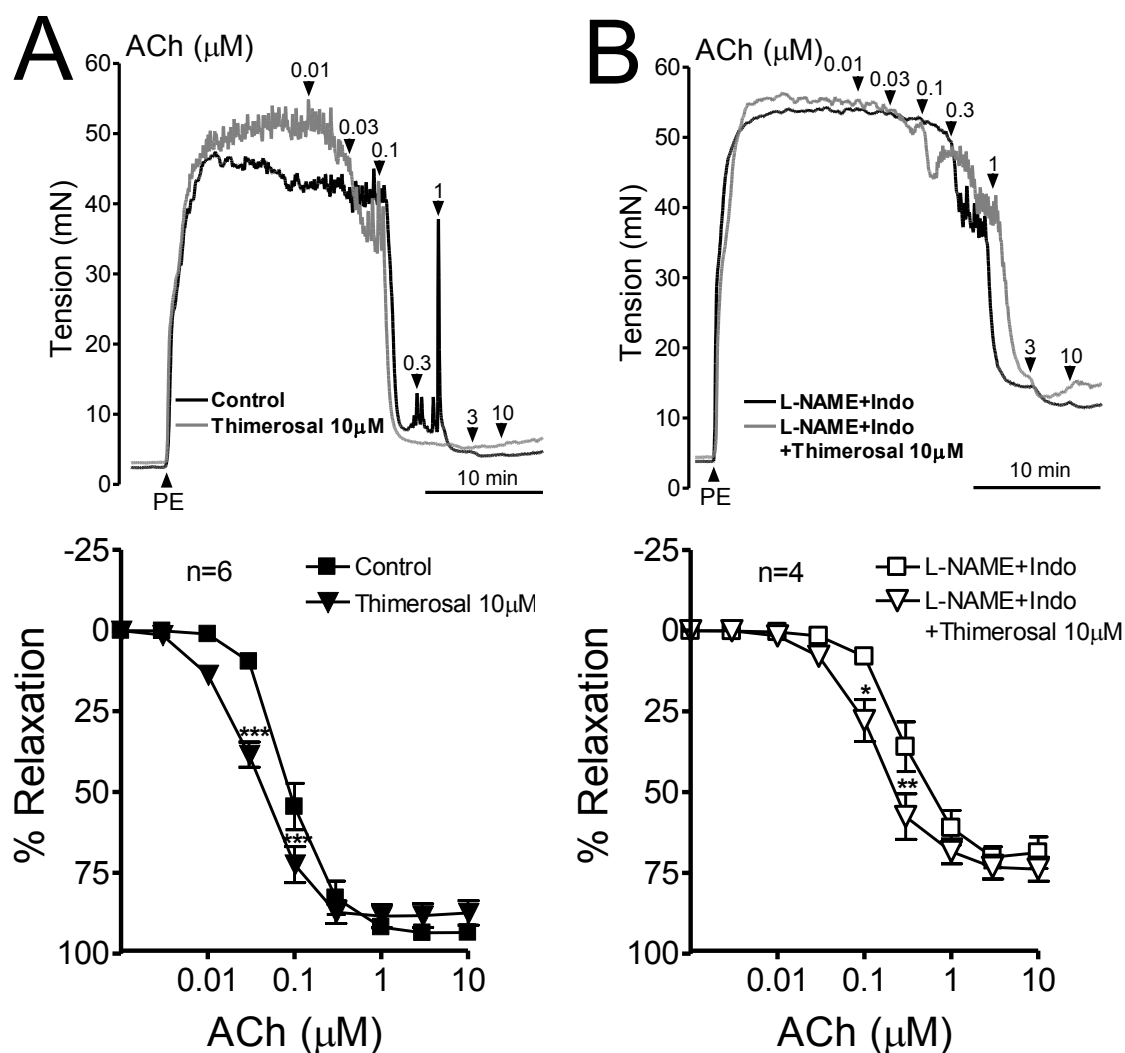 A
ACh (μM)
60
50
40
30
20
10
0
Tension (mN)
0.01
0.03
0.1
1
0.3
3
10
Control
Thimerosal 10μM
PE
10 min
B
ACh (μM)
60
50
40
30
20
10
0
Tension (mN)
0.01
0.03
0.1
0.3
1
3
10
L-NAME+Indo
L-NAME+Indo
+Thimerosal 10μM
PE
10 min
-25
0
25
50
75
100
% Relaxation
n=6
Control
Thimerosal 10μM
***
***
0.01
0.1
1
10
ACh (μM)
-25
0
25
50
75
100
% Relaxation
n=4
L-NAME+Indo
L-NAME+Indo
+Thimerosal 10μM
*
**
0.01
0.1
1
10
ACh (μM)